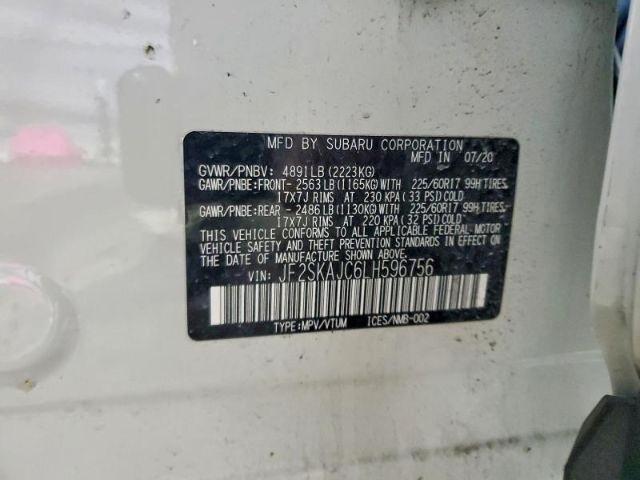 MFD BY SUBARU CORPORATION
MFD. IN 07/20
GVWR/PNBV: 4891LB(2223KG)
GAWR/PNBE:FRONT- 2563LB(1165KG)WITH 225/60R17 99H TIRES,
17X7J RIMS AT 230 KPA(33 PSI)COLD
GAWR/PNBE:REAR - 2486LB(1130KG)WITH 225/60R17 99H TIRES,
17X7J RIMS AT 220 KPA(32 PSI)COLD
THIS VEHICLE CONFORMS TO ALL APPLICABLE FEDERAL MOTOR
VEHICLE SAFETY AND THEFT PREVENTION STANDARDS IN EFFECT ON
THE DATE OF MANUFACTURE SHOWN ABOVE.
VIN: JF2SKAJC6LH596756
TYPE:MPV/VTUM ICES/NMB-002